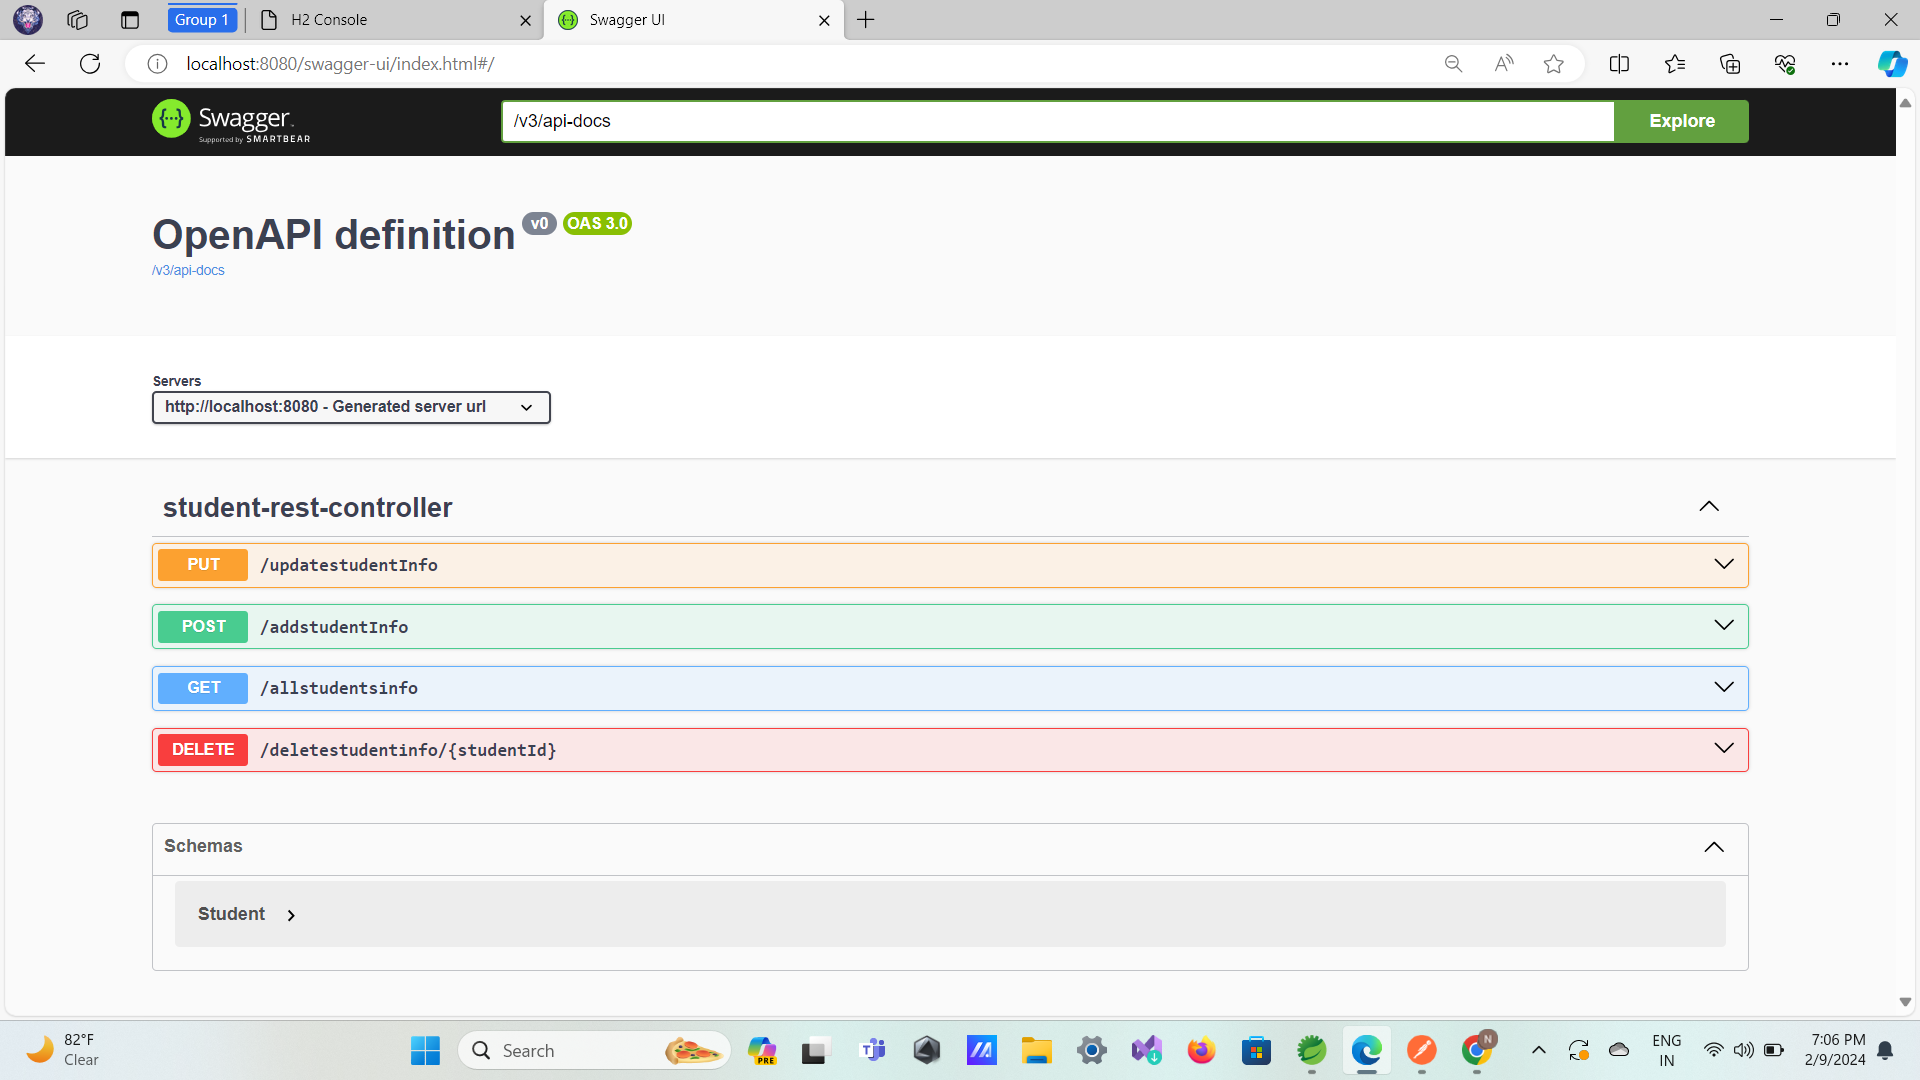 Group 1
H2 Console
Swagger UI
localhost:8080/swagger-ui/index.html#/
Swagger.
Supported by SMARTBEAR
/v3/api-docs
Explore
OpenAPI definition v0 OAS 3.0
/v3/api-docs
Servers
http://localhost:8080 - Generated server url
student-rest-controller
PUT /updatestudentInfo
POST /addstudentInfo
GET /allstudentsinfo
DELETE /deletestudentinfo/{studentId}
Schemas
Student
82°F
Clear
Search
PRE
N
ENG
IN
7:06 PM
2/9/2024